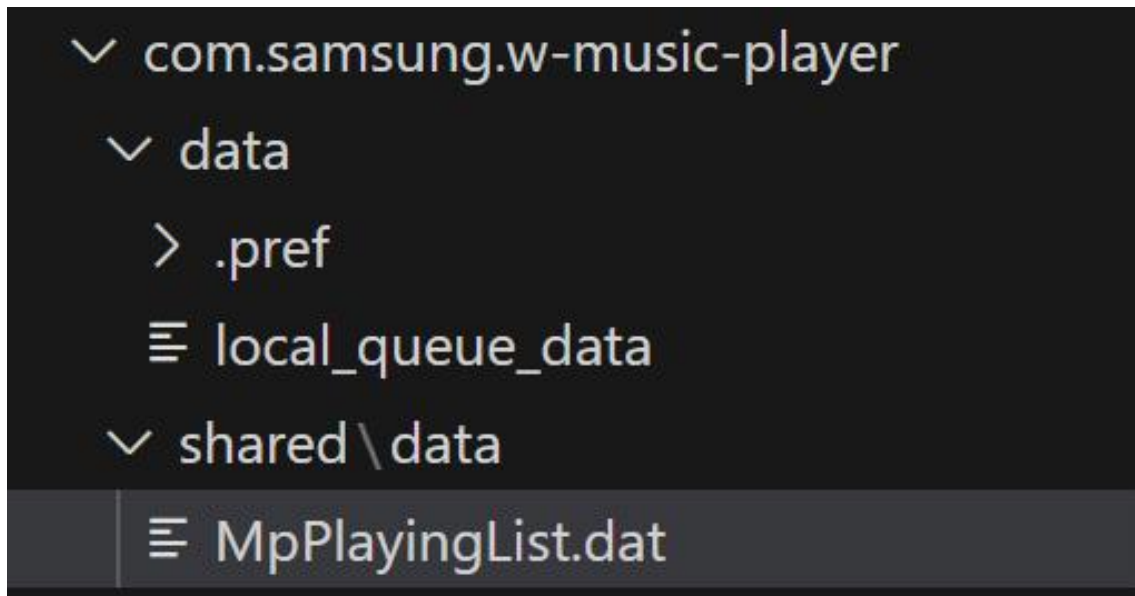 com.samsung.w-music-player
data
.pref
local_queue_data
shared\data
MpPlayingList.dat